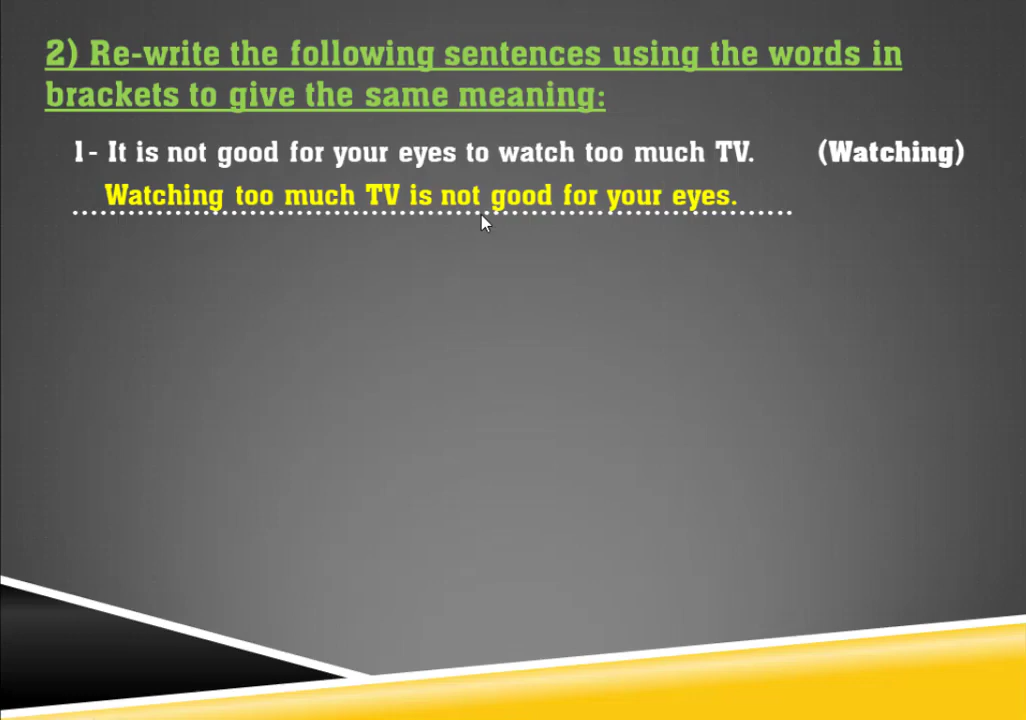 2) Re-write the following sentences using the words in
brackets to give the same meaning:
1- It is not good for your eyes to watch too much TV. (Watching)
Watching too much TV is not good for your eyes.